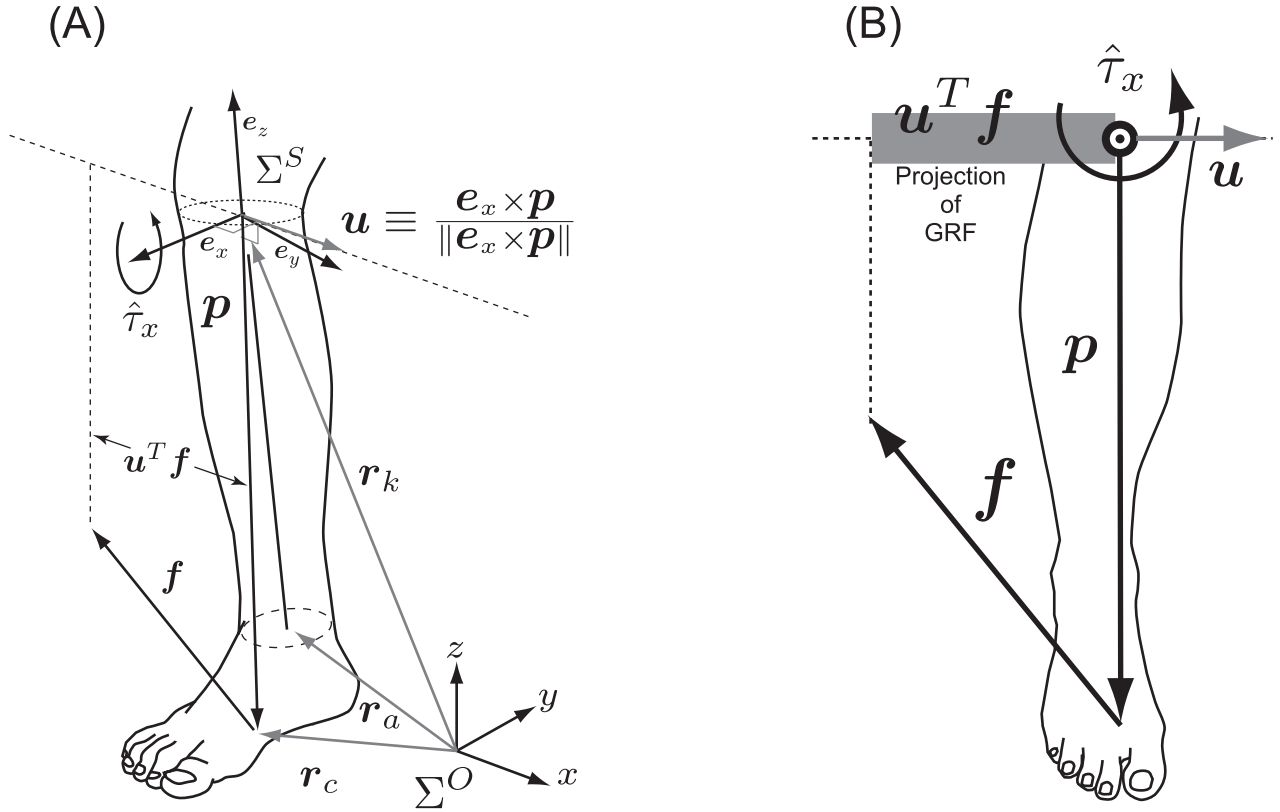 (A)
e_z
Σ^S
u ≡ e_x×p / ‖e_x×p‖
e_x
e_y
τ̂_x
p
u^T f
r_k
f
z
y
r_a
x
r_c
Σ^O
(B)
τ̂_x
u^T f
u
Projection
of
GRF
p
f